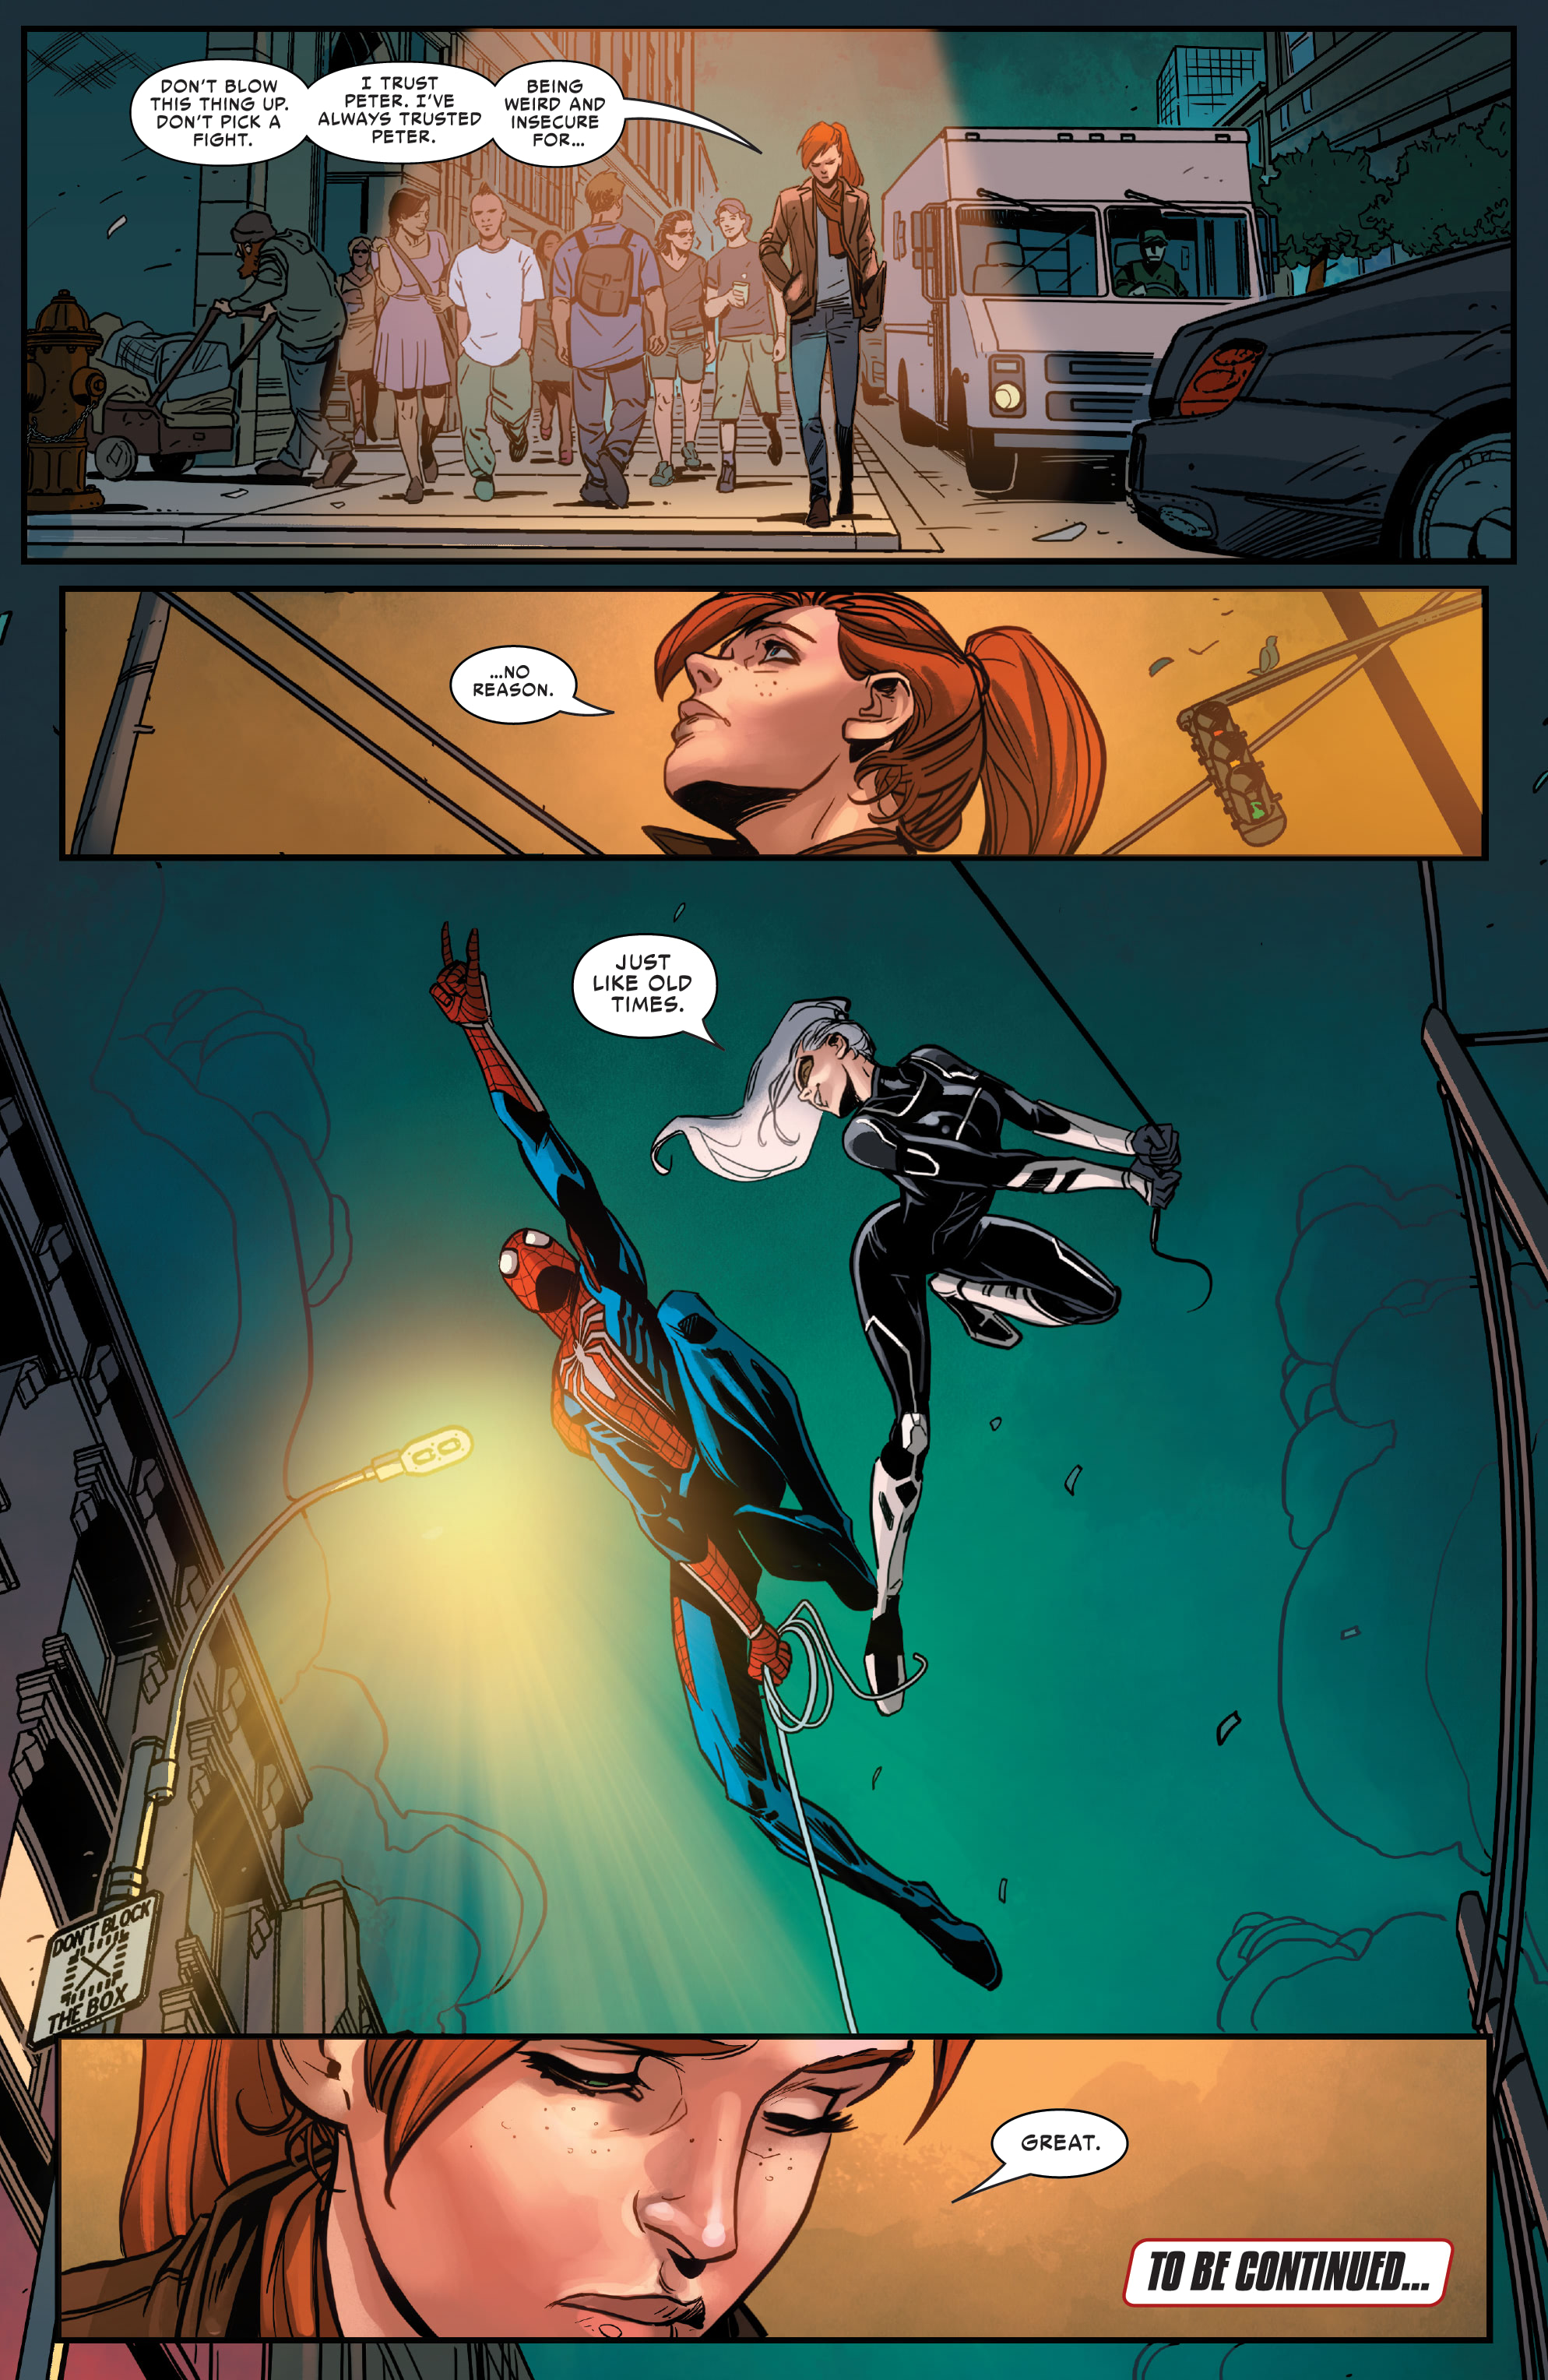 DON'T BLOW
THIS THING UP.
DON'T PICK A
FIGHT.
I TRUST
PETER. I'VE
ALWAYS TRUSTED
PETER.
BEING
WEIRD AND
INSECURE
FOR...
...NO
REASON.
JUST
LIKE OLD
TIMES.
DON'T BLOCK
THE BOX
GREAT.
TO BE CONTINUED...